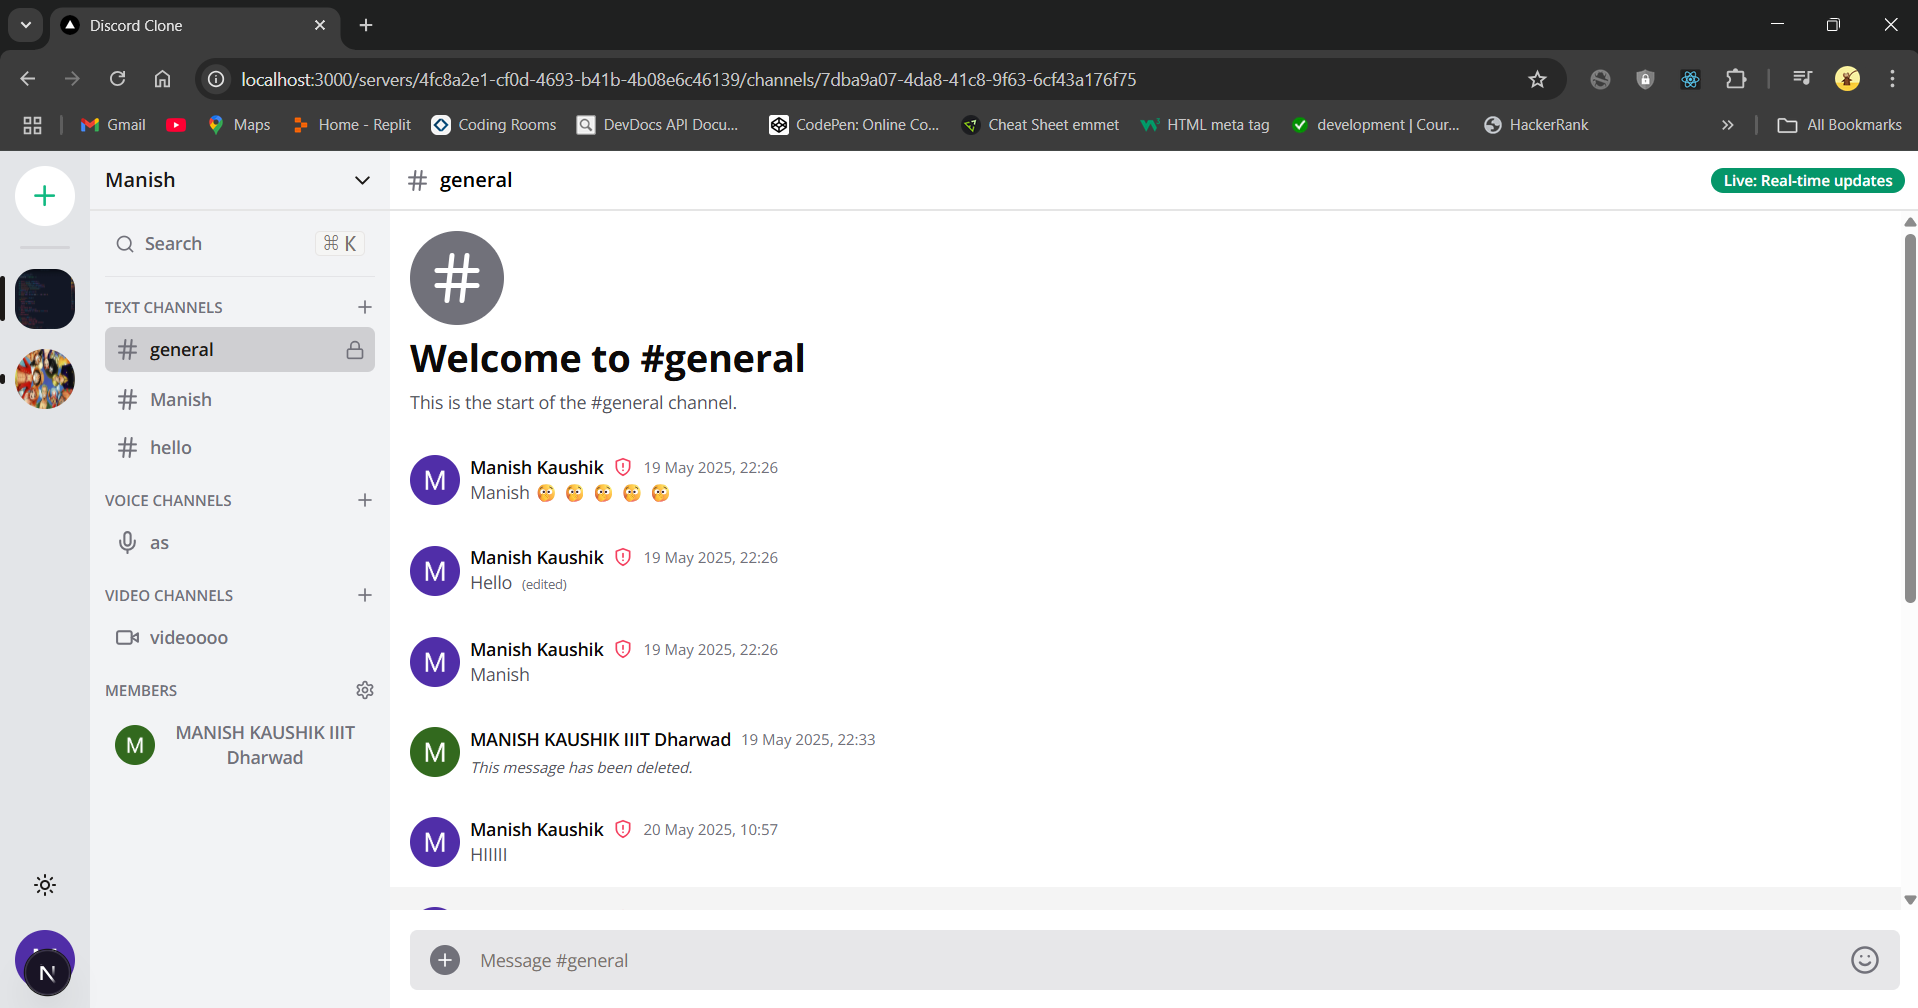 Discord Clone
localhost:3000/servers/4fc8a2e1-cf0d-4693-b41b-4b08e6c46139/channels/7dba9a07-4da8-41c8-9f63-6cf43a176f75
Gmail Maps Home - Replit Coding Rooms DevDocs API Docu... CodePen: Online Co... Cheat Sheet emmet HTML meta tag development | Cour... HackerRank » All Bookmarks
Manish
Search ⌘ K
TEXT CHANNELS
general
Manish
hello
VOICE CHANNELS
as
VIDEO CHANNELS
videoooo
MEMBERS
M MANISH KAUSHIK IIIT
Dharwad
N
# general
Live: Real-time updates
#
Welcome to #general
This is the start of the #general channel.
M Manish Kaushik 19 May 2025, 22:26
Manish 🫢 🫢 🫢 🫢 🫢
M Manish Kaushik 19 May 2025, 22:26
Hello (edited)
M Manish Kaushik 19 May 2025, 22:26
Manish
M MANISH KAUSHIK IIIT Dharwad 19 May 2025, 22:33
This message has been deleted.
M Manish Kaushik 20 May 2025, 10:57
HIIIII
Message #general